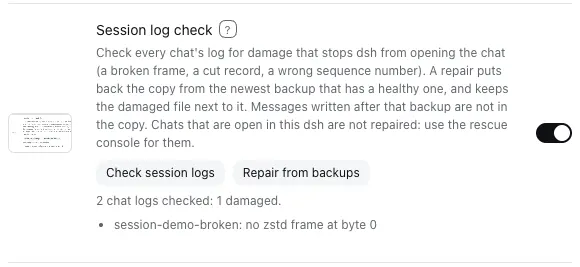 Session log check ?
Check every chat's log for damage that stops dsh from opening the chat
(a broken frame, a cut record, a wrong sequence number). A repair puts
back the copy from the newest backup that has a healthy one, and keeps
the damaged file next to it. Messages written after that backup are not in
the copy. Chats that are open in this dsh are not repaired: use the rescue
console for them.
Check session logs Repair from backups
2 chat logs checked: 1 damaged.
• session-demo-broken: no zstd frame at byte 0